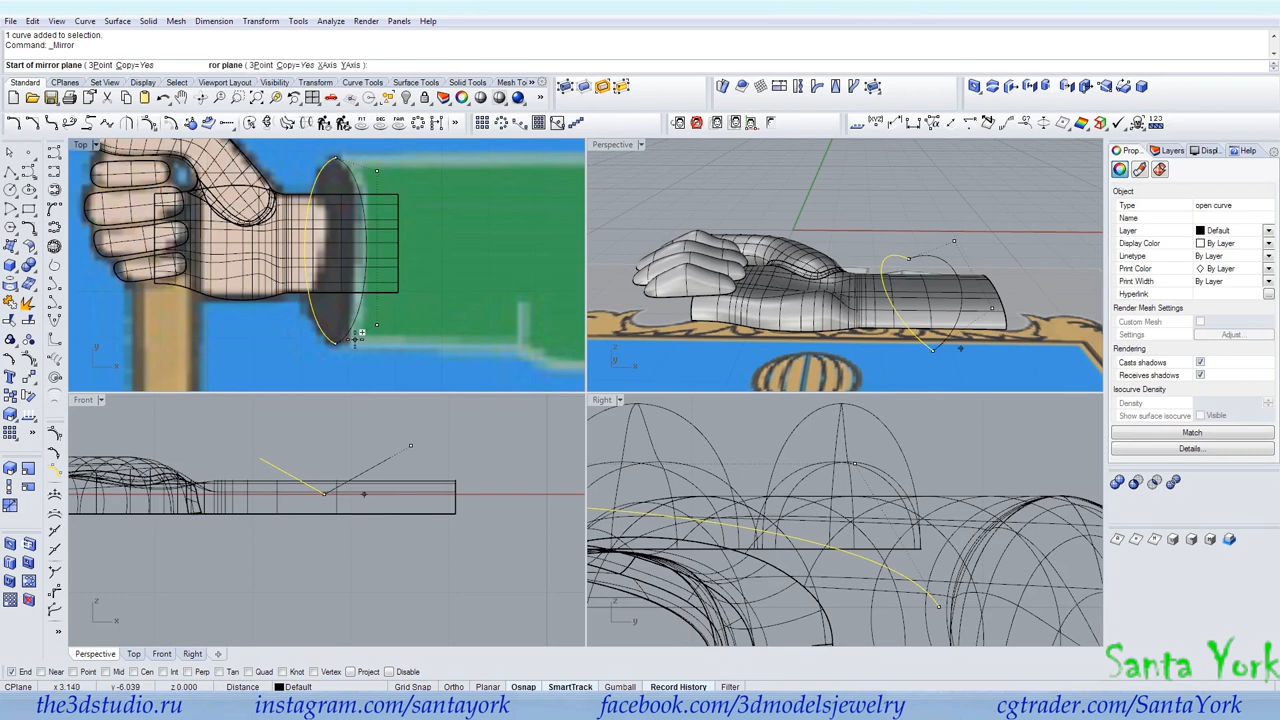 File Edit View Curve Surface Solid Mesh Dimension Transform Tools Analyze Render Panels Help
1 curve added to selection.
Command: _Mirror
Start of mirror plane ( 3Point Copy=Yes ror plane ( 3Point Copy=Yes XAxis YAxis ):
Standard CPlanes Set View Display Select Viewport Layout Visibility Transform Curve Tools Surface Tools Solid Tools Mesh To
Top
Perspective
Prop... Layers Displ... Help
Object
Type open curve
Name
Layer Default
Display Color By Layer
Linetype By Layer
Print Color By Layer
Print Width By Layer
Hyperlink
Render Mesh Settings
Custom Mesh
Settings Adjust...
Rendering
Casts shadows
Receives shadows
Isocurve Density
Density
Show surface isocurve Visible
Match
Details...
y
x
z
x
Front
Right
z
x
z
y
Perspective Top Front Right
End Near Point Mid Cen Int Perp Tan Quad Knot Vertex Project Disable
CPlane x 3.140 y -6.039 z 0.000 Distance Default Grid Snap Ortho Planar Osnap SmartTrack Gumball Record History Filter
Santa York
the3dstudio.ru instagram.com/santayork facebook.com/3dmodelsjewelry cgtrader.com/SantaYork